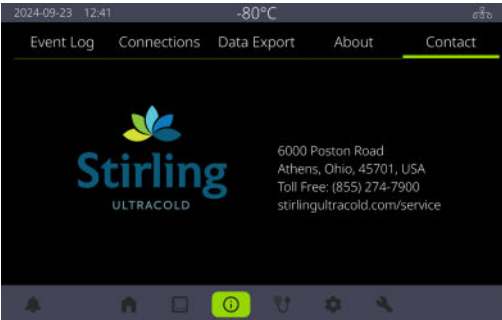 2024-09-23 12:41 -80°C
Event Log Connections Data Export About Contact
Stirling
ULTRACOLD
6000 Poston Road
Athens, Ohio, 45701, USA
Toll Free: (855) 274-7900
stirlingultracold.com/service